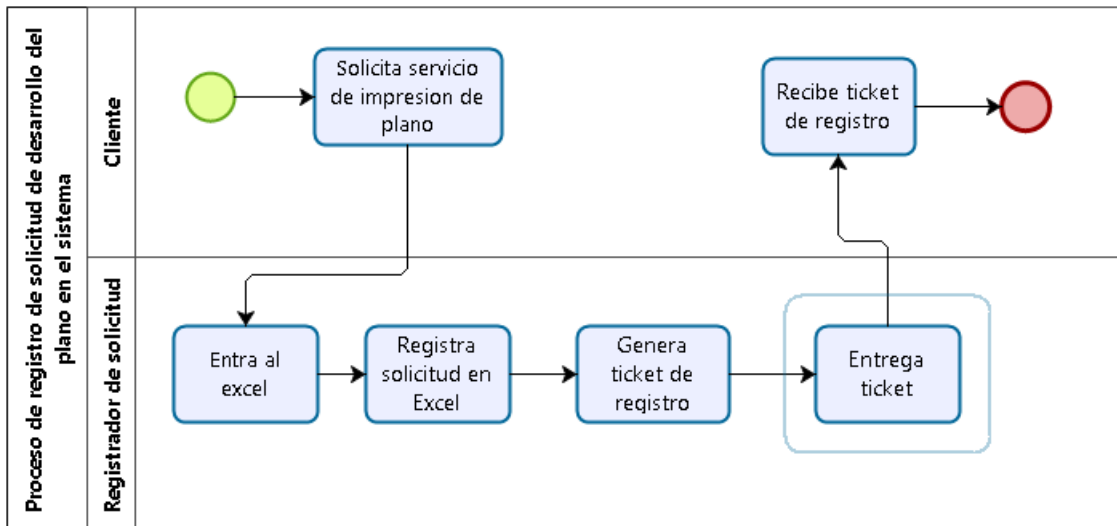 Proceso de registro de solicitud de desarrollo del
plano en el sistema
Cliente
Solicita servicio
de impresion de
plano
Recibe ticket
de registro
Registrador de solicitud
Entra al
excel
Registra
solicitud en
Excel
Genera
ticket de
registro
Entrega
ticket